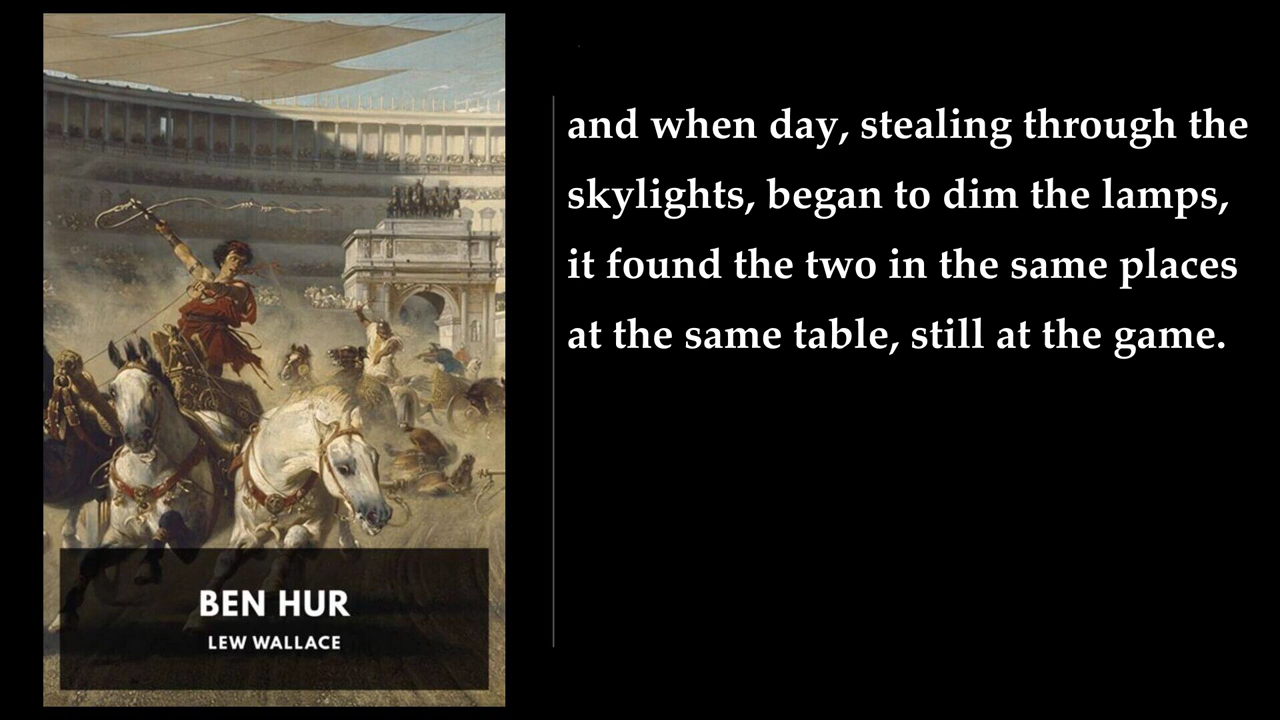 BEN HUR
LEW WALLACE
and when day, stealing through the
skylights, began to dim the lamps,
it found the two in the same places
at the same table, still at the game.